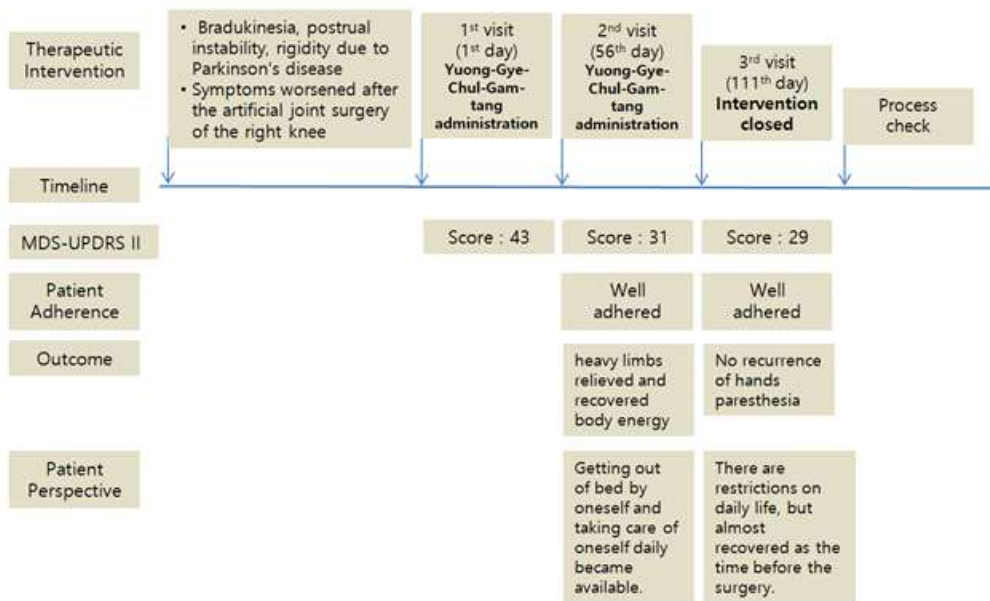 Therapeutic
Intervention
• Bradukinesia, postrual
instability, rigidity due to
Parkinson's disease
• Symptoms worsened after
the artificial joint surgery
of the right knee
1st visit
(1st day)
Yuong-Gye-
Chul-Gam-
tang
administration
2nd visit
(56th day)
Yuong-Gye-
Chul-Gam-
tang
administration
3rd visit
(111th day)
Intervention
closed
Process
check
Timeline
MDS-UPDRS II
Score : 43
Score : 31
Score : 29
Patient
Adherence
Well
adhered
Well
adhered
Outcome
heavy limbs
relieved and
recovered
body energy
No recurrence
of hands
paresthesia
Patient
Perspective
Getting out
of bed by
oneself and
taking care of
oneself daily
became
available.
There are
restrictions on
daily life, but
almost
recovered as the
time before the
surgery.